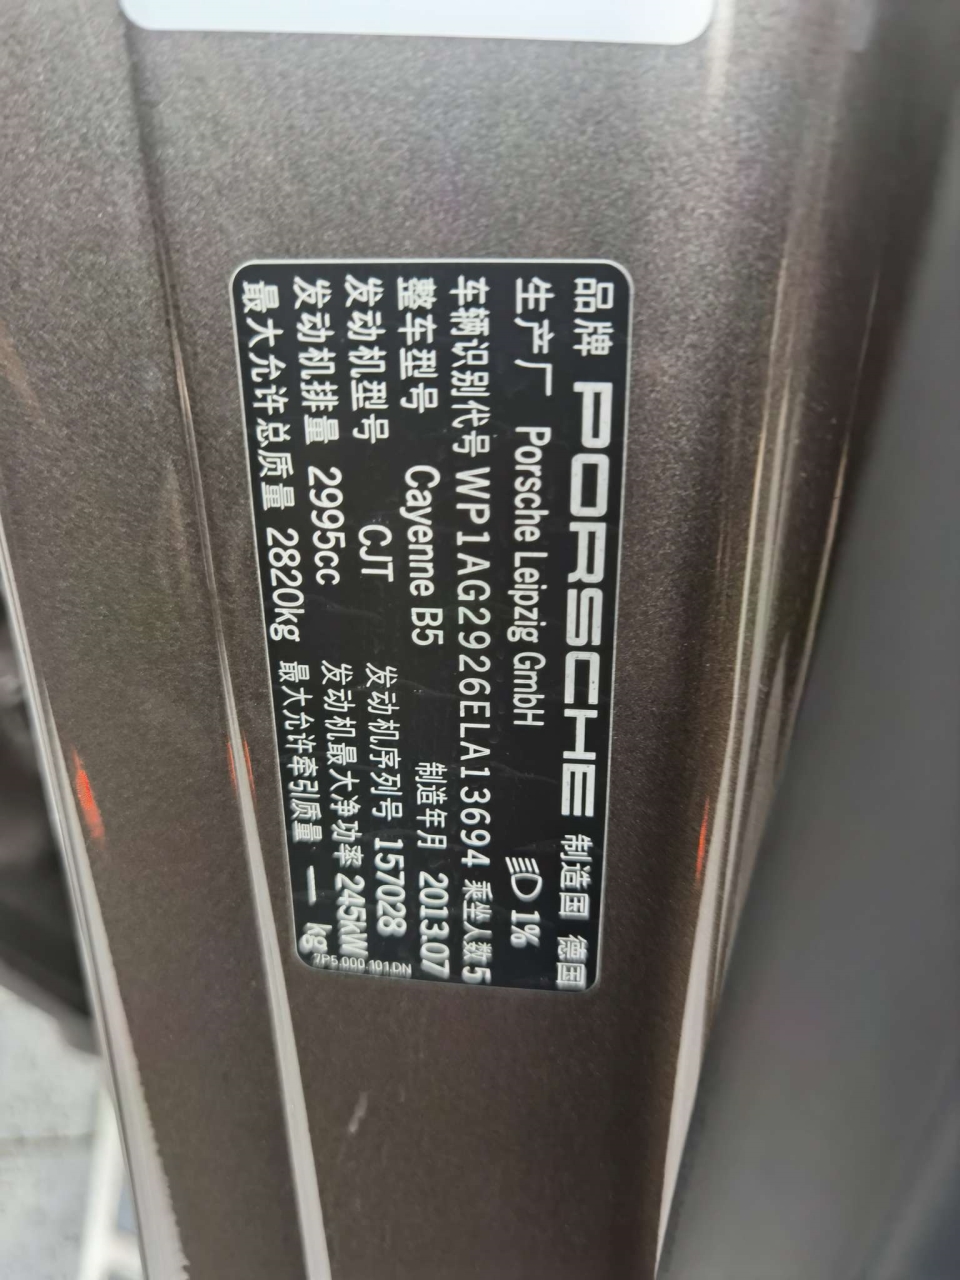 品牌 PORSCHE 制造国 德国
生产厂 Porsche Leipzig GmbH 1%
车辆识别代号 WP1AG2926ELA13694 乘坐人数 5
整车型号 Cayenne B5 制造年月 2013.07
发动机型号 CJT 发动机序列号 157028
发动机排量 2995cc 发动机最大净功率 245kW
最大允许总质量 2820kg 最大允许牵引质量 — kg
7P5.000.101.DN